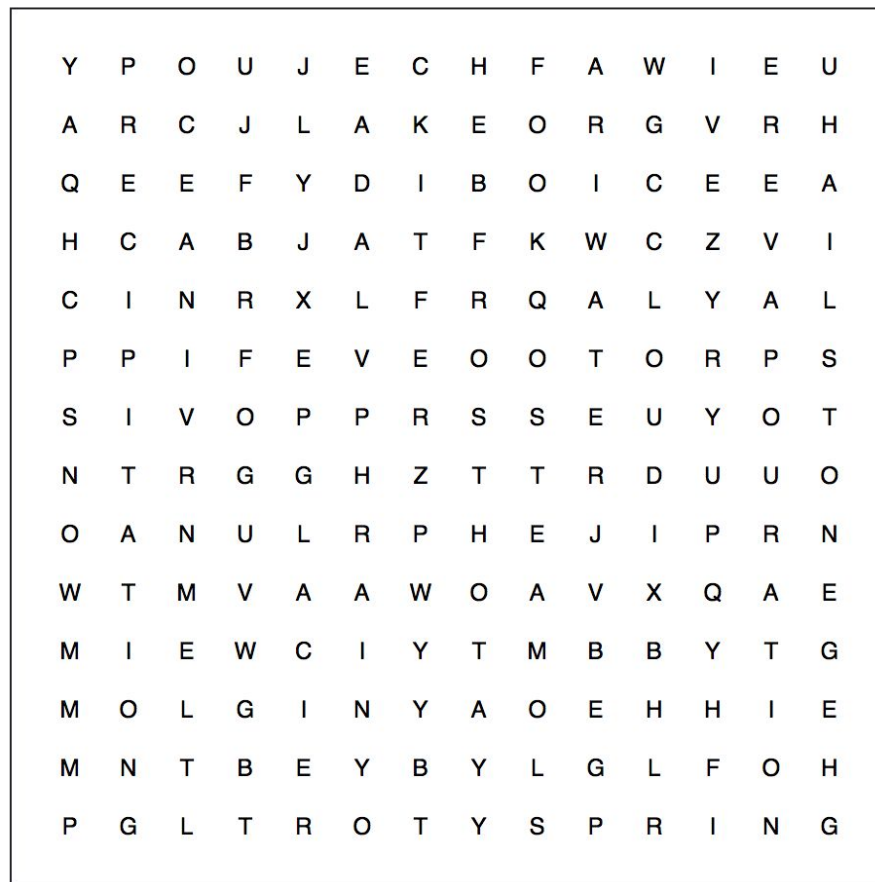 Y P O U J E C H F A W I E U
A R C J L A K E O R G V R H
Q E E F Y D I B O I C E E A
H C A B J A T F K W C Z V I
C I N R X L F R Q A L Y A L
P P I F E V E O O T O R P S
S I V O P P R S S E U Y O T
N T R G G H Z T T R D U U O
O A N U L R P H E J I P R N
W T M V A A W O A V X Q A E
M I E W C I Y T M B B Y T G
M O L G I N Y A O E H H I E
M N T B E Y B Y L G L F O H
P G L T R O T Y S P R I N G